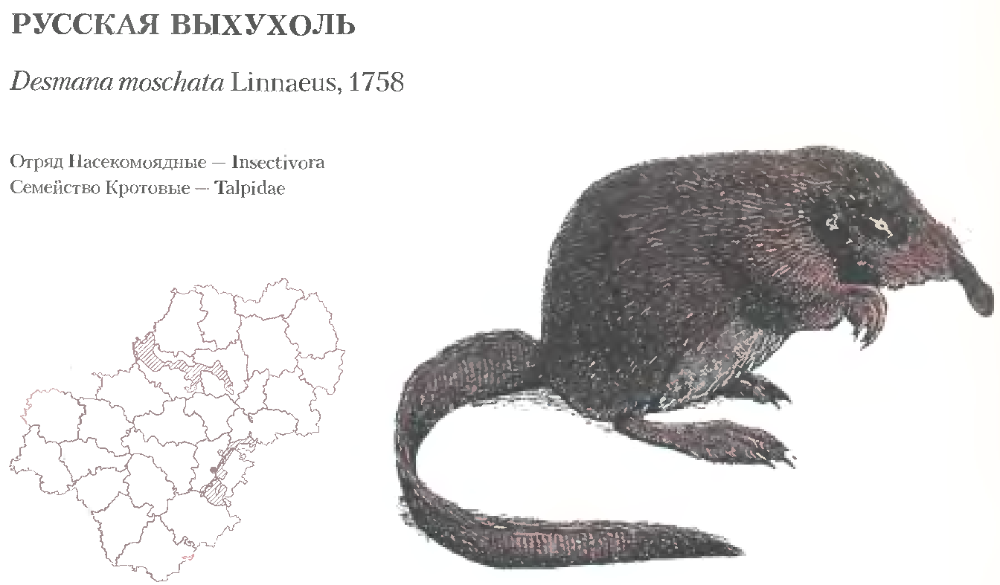 РУССКАЯ ВЫХУХОЛЬ
Desmana moschata Linnaeus, 1758
Отряд Насекомоядные — Insectivora
Семейство Кротовые — Talpidae